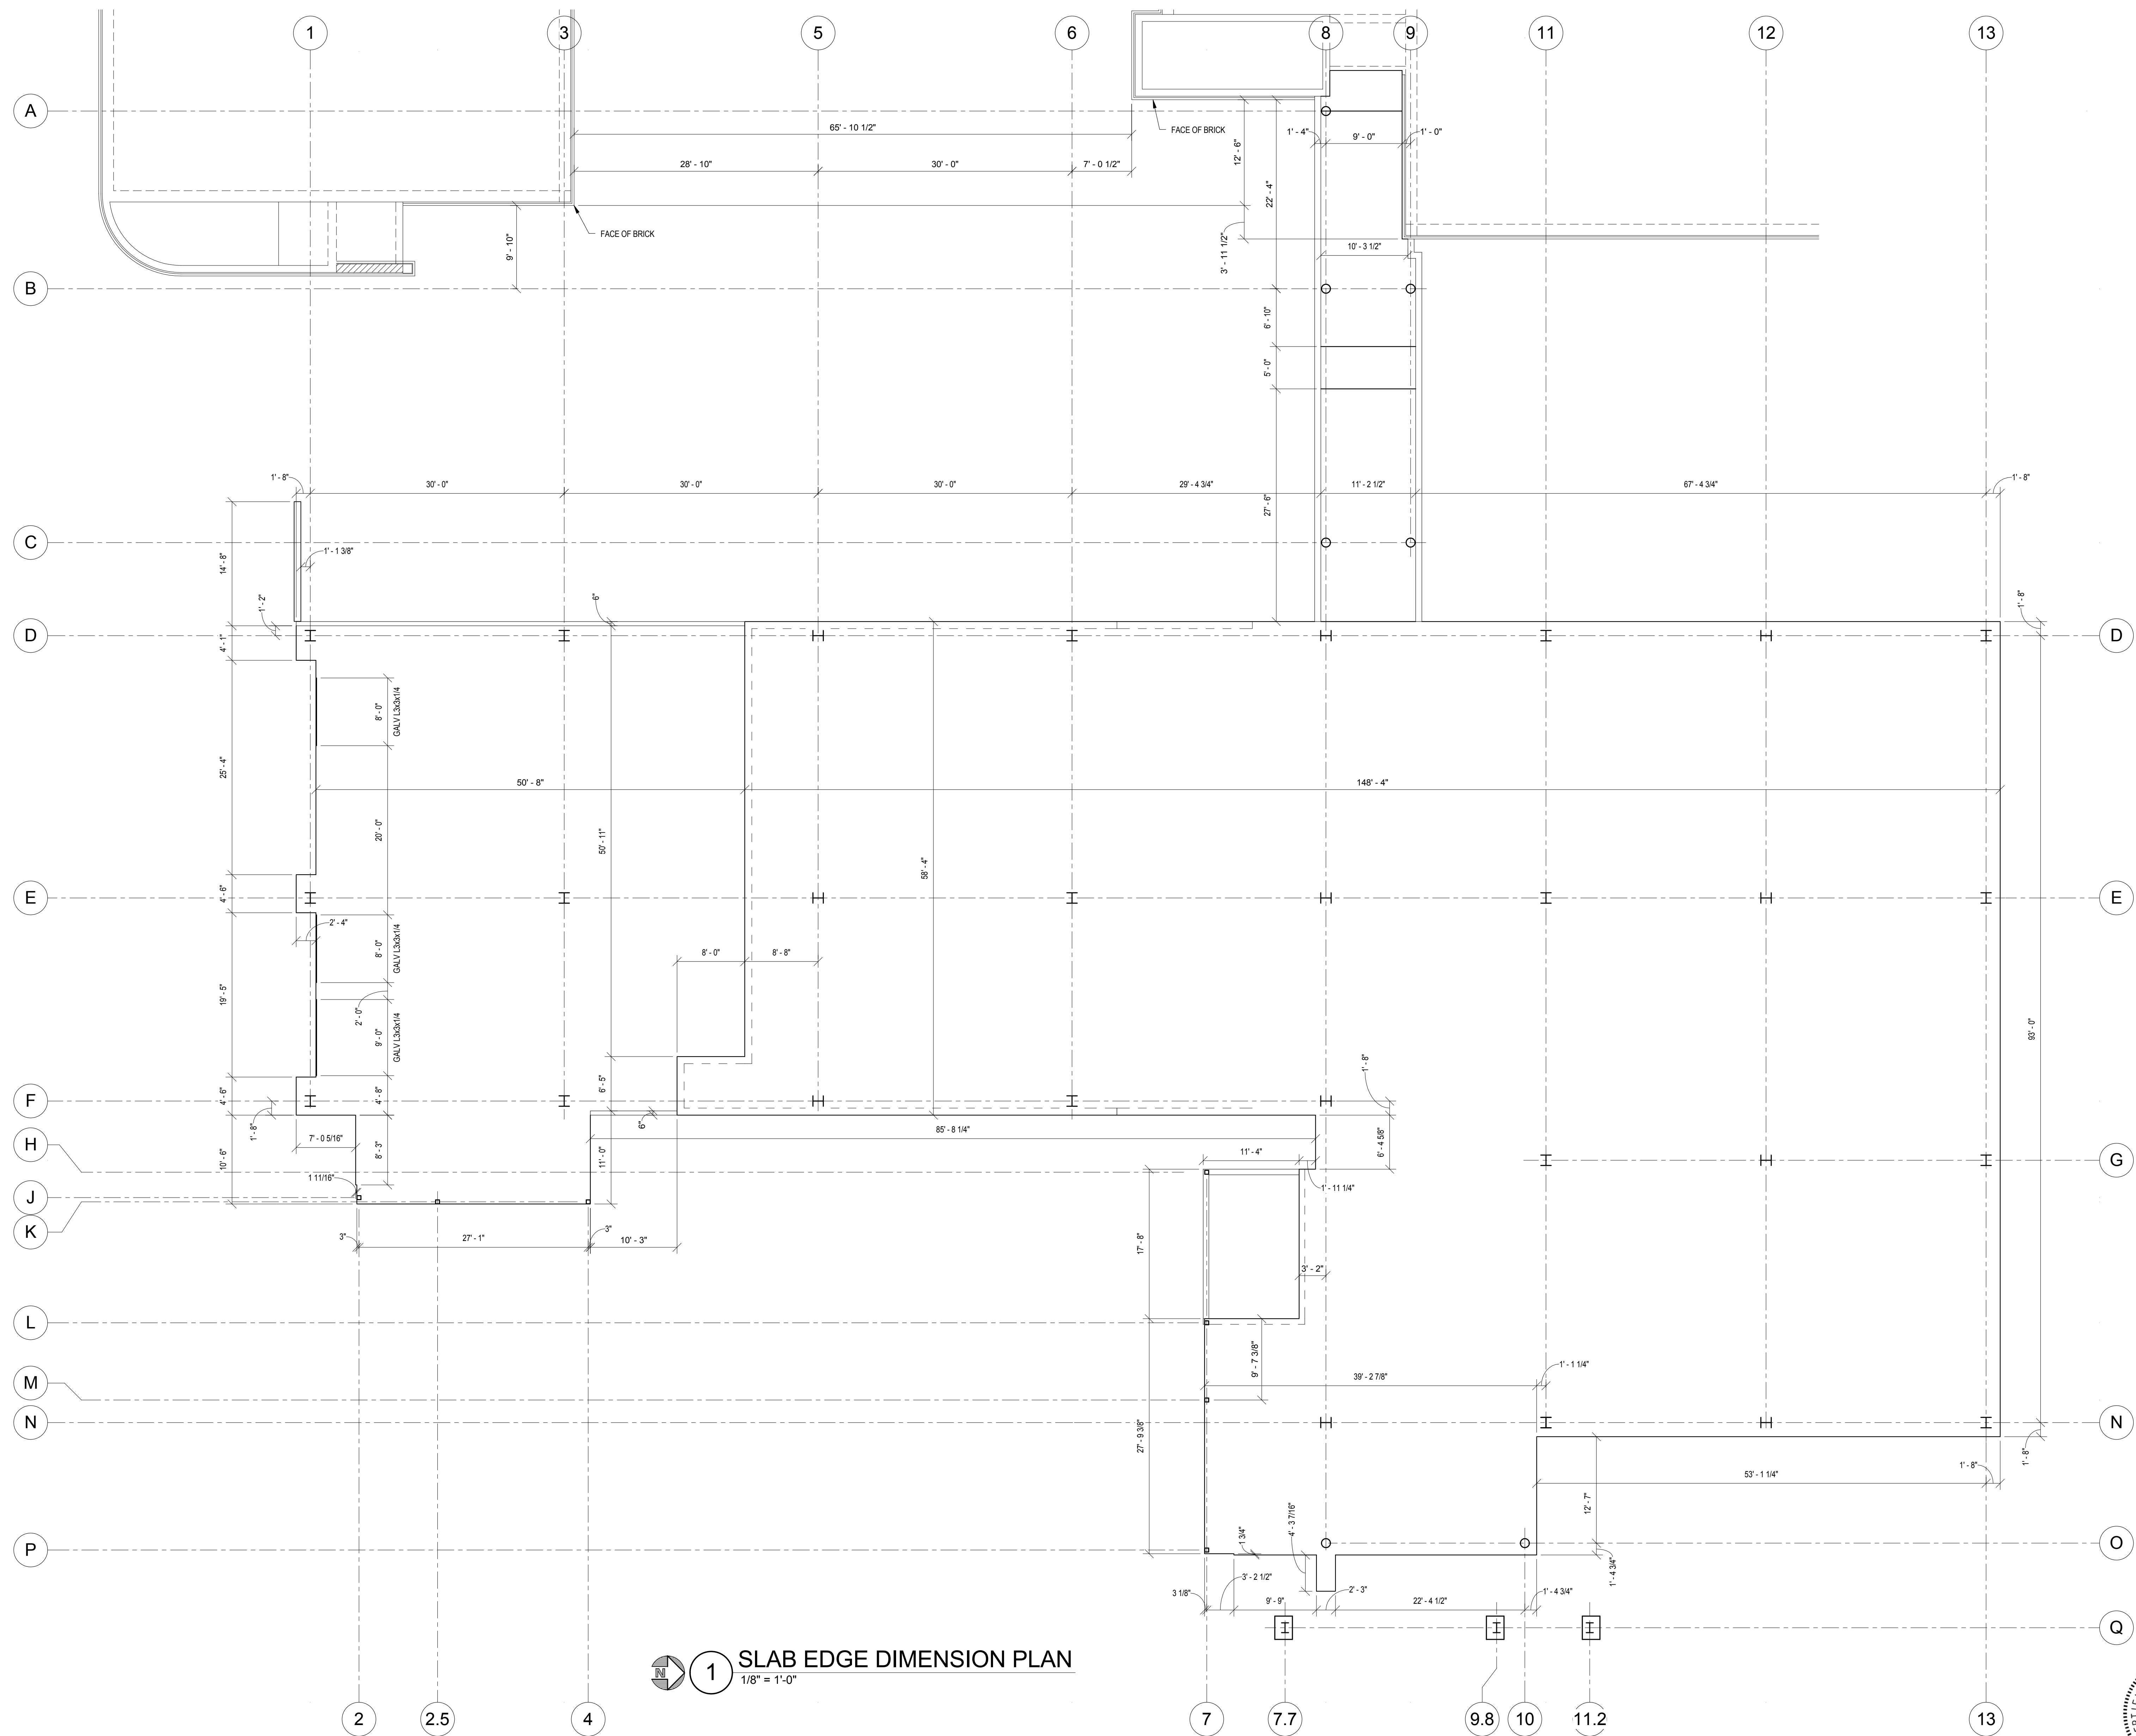 1
3
5
6
8
9
11
12
13
A
65' - 10 1/2"
FACE OF BRICK
1' - 4"
9' - 0"
1' - 0"
12' - 6"
28' - 10"
30' - 0"
7' - 0 1/2"
22' - 4"
FACE OF BRICK
9' - 10"
3' - 11 1/2"
10' - 3 1/2"
B
6' - 10"
5' - 0"
1' - 8"
30' - 0"
30' - 0"
30' - 0"
29' - 4 3/4"
11' - 2 1/2"
67' - 4 3/4"
1' - 8"
27' - 6"
C
14' - 8"
1' - 1 3/8"
1' - 2"
6"
1' - 8"
D
D
4' - 1"
8' - 0"
GALV L3x3x1/4
25' - 4"
50' - 8"
148' - 4"
20' - 0"
50' - 11"
58' - 4"
E
E
4' - 6"
2' - 4"
8' - 0"
GALV L3x3x1/4
8' - 0"
8' - 8"
19' - 5"
2' - 0"
9' - 0"
GALV L3x3x1/4
93' - 0"
1' - 8"
F
4' - 6"
4' - 8"
6' - 5"
1' - 8"
6"
85' - 8 1/4"
H
7' - 0 5/16"
8' - 3"
11' - 0"
6' - 4 5/8"
10' - 6"
11' - 4"
G
1 11/16"
1' - 11 1/4"
J
K
3"
27' - 1"
3"
10' - 3"
17' - 8"
3' - 2"
L
9' - 7 3/8"
1' - 1 1/4"
M
39' - 2 7/8"
N
N
27' - 9 3/8"
1' - 8"
53' - 1 1/4"
1' - 8"
12' - 7"
4' - 3 7/16"
1 3/4"
P
O
1' - 4 3/4"
3 1/8"
3' - 2 1/2"
9' - 9"
2' - 3"
22' - 4 1/2"
1' - 4 3/4"
Q
N
1
SLAB EDGE DIMENSION PLAN
1/8" = 1'-0"
2
2.5
4
7
7.7
9.8
10
11.2
13